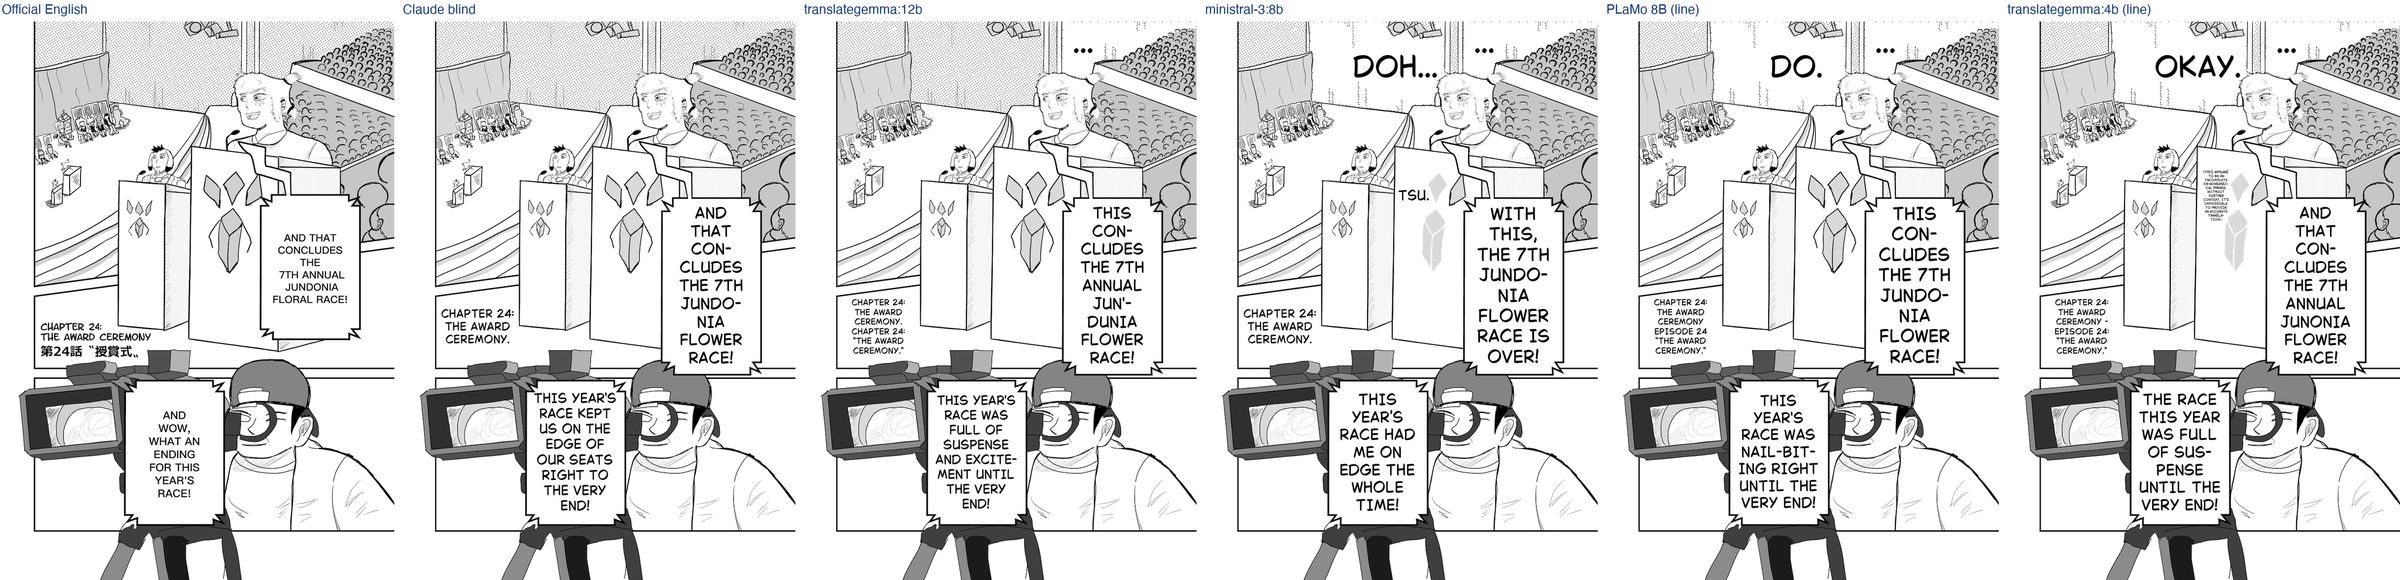 Official English
AND THAT
CONCLUDES
THE
7TH ANNUAL
JUNDONIA
FLORAL RACE!
CHAPTER 24:
THE AWARD CEREMONY
第24話〝授賞式〟
AND
WOW,
WHAT AN
ENDING
FOR THIS
YEAR'S
RACE!
Claude blind
AND
THAT
CON-
CLUDES
THE 7TH
JUNDO-
NIA
FLOWER
RACE!
CHAPTER 24:
THE AWARD
CEREMONY.
THIS YEAR'S
RACE KEPT
US ON THE
EDGE OF
OUR SEATS
RIGHT TO
THE VERY
END!
translategemma:12b
...
THIS
CON-
CLUDES
THE 7TH
ANNUAL
JUN'-
DUNIA
FLOWER
RACE!
CHAPTER 24:
THE AWARD
CEREMONY.
CHAPTER 24:
"THE AWARD
CEREMONY."
THIS YEAR'S
RACE WAS
FULL OF
SUSPENSE
AND EXCITE-
MENT UNTIL
THE VERY
END!
ministral-3:8b
...
DOH...
TSU.
WITH
THIS,
THE 7TH
JUNDO-
NIA
FLOWER
RACE IS
OVER!
CHAPTER 24:
THE AWARD
CEREMONY.
THIS
YEAR'S
RACE HAD
ME ON
EDGE THE
WHOLE
TIME!
PLaMo 8B (line)
...
DO.
THIS
CON-
CLUDES
THE 7TH
JUNDO-
NIA
FLOWER
RACE!
CHAPTER 24:
THE AWARD
CEREMONY
EPISODE 24:
"THE AWARD
CEREMONY."
THIS
YEAR'S
RACE WAS
NAIL-BIT-
ING RIGHT
UNTIL THE
VERY END!
translategemma:4b (line)
...
OKAY.
AND
THAT
CON-
CLUDES
THE 7TH
ANNUAL
JUNONIA
FLOWER
RACE!
CHAPTER 24:
THE AWARD
CEREMONY -
EPISODE 24:
"THE AWARD
CEREMONY."
THE RACE
THIS YEAR
WAS FULL
OF SUS-
PENSE
UNTIL THE
VERY END!